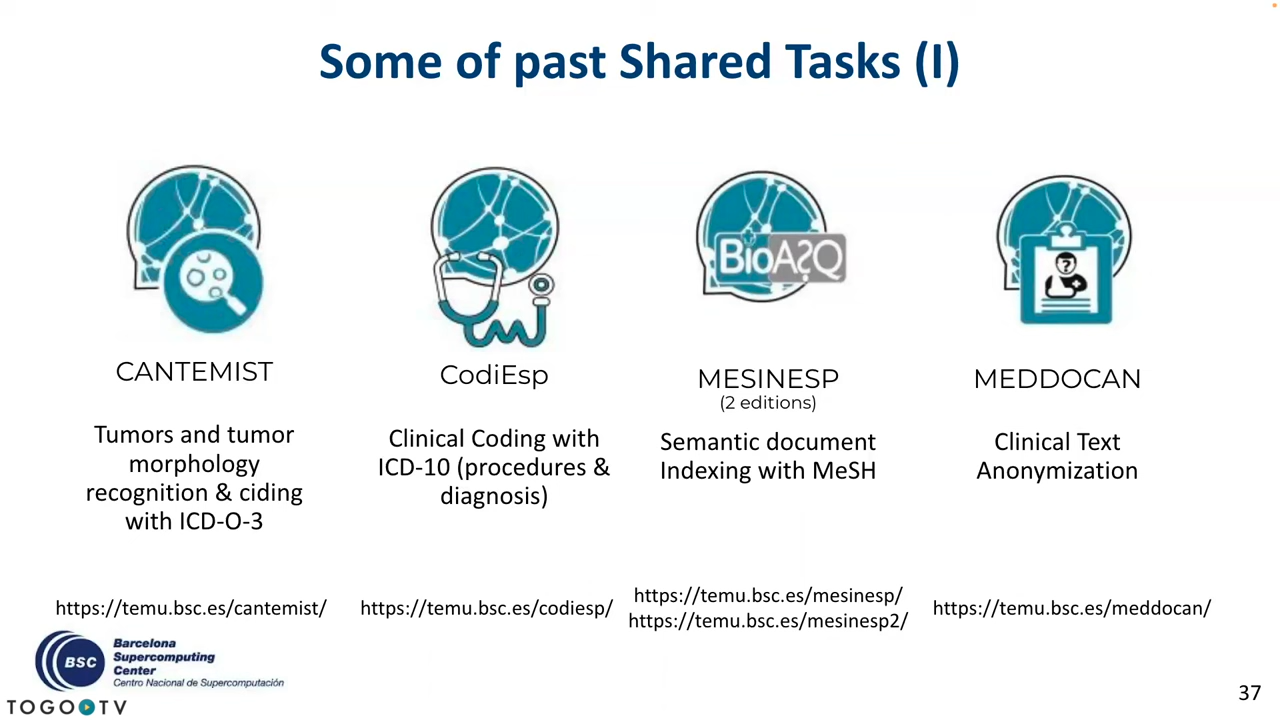 Some of past Shared Tasks (I)
BioASQ
CANTEMIST
Tumors and tumor
morphology
recognition & ciding
with ICD-O-3
https://temu.bsc.es/cantemist/
CodiEsp
Clinical Coding with
ICD-10 (procedures &
diagnosis)
https://temu.bsc.es/codiesp/
MESINESP
(2 editions)
Semantic document
Indexing with MeSH
https://temu.bsc.es/mesinesp/
https://temu.bsc.es/mesinesp2/
MEDDOCAN
Clinical Text
Anonymization
https://temu.bsc.es/meddocan/
BSC
Barcelona
Supercomputing
Center
Centro Nacional de Supercomputación
TOGO TV
37